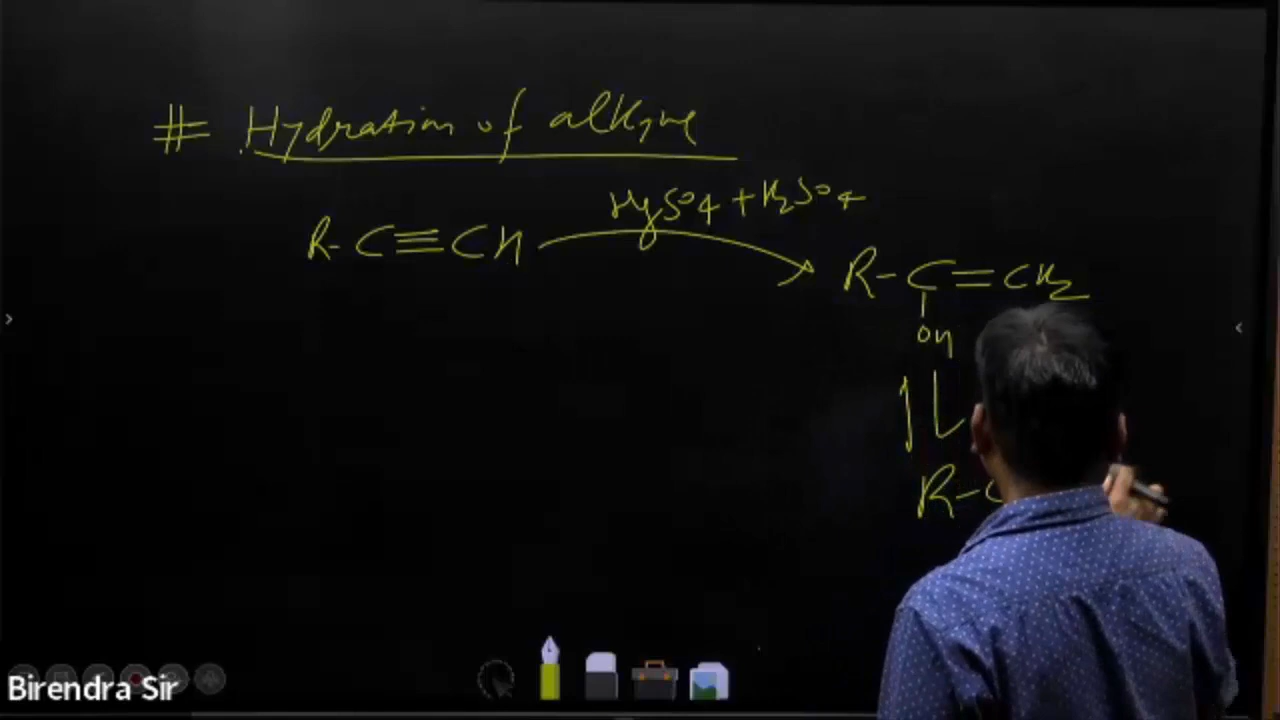 # Hydration of alkyne
HgSO4 + H2SO4
R-C≡CH
R-C=CH2
OH
R-C
Birendra Sir